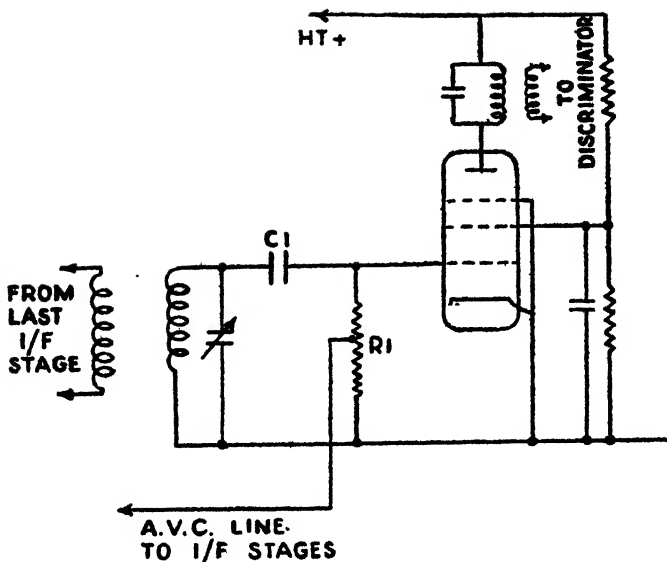 HT+
TO
DISCRIMINATOR
C1
FROM
LAST
I/F
STAGE
R1
A.V.C. LINE.
TO I/F STAGES